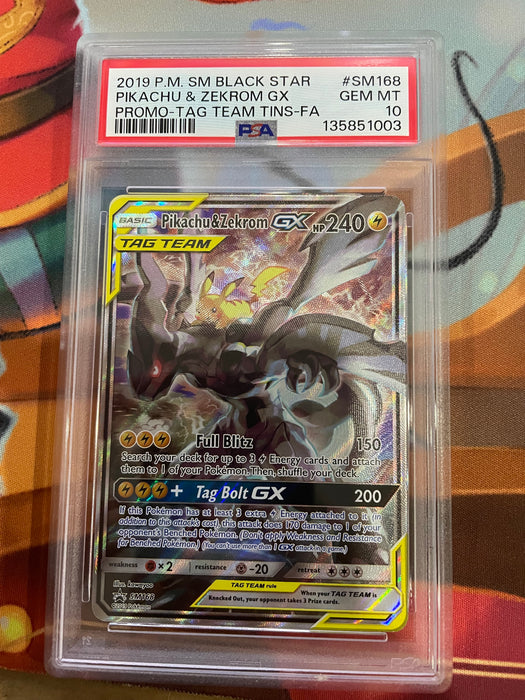 2019 P.M. SM BLACK STAR #SM168
PIKACHU & ZEKROM GX GEM MT
PROMO-TAG TEAM TINS-FA 10
PSA 135851003
BASIC Pikachu&Zekrom GX HP240
TAG TEAM
Full Blitz 150
Search your deck for up to 3 Energy cards and attach
them to 1 of your Pokémon. Then, shuffle your deck.
+ Tag Bolt GX 200
If this Pokémon has at least 3 extra Energy attached to it (in
addition to this attack's cost), this attack does 170 damage to 1 of your
opponent's Benched Pokémon. (Don't apply Weakness and Resistance
for Benched Pokémon.) (You can't use more than 1 GX attack in a game.)
weakness ×2 resistance -20 retreat
illus. kawayoo
TAG TEAM rule When your TAG TEAM is
Knocked Out, your opponent takes 3 Prize cards.
SM168
©2019 Pokémon